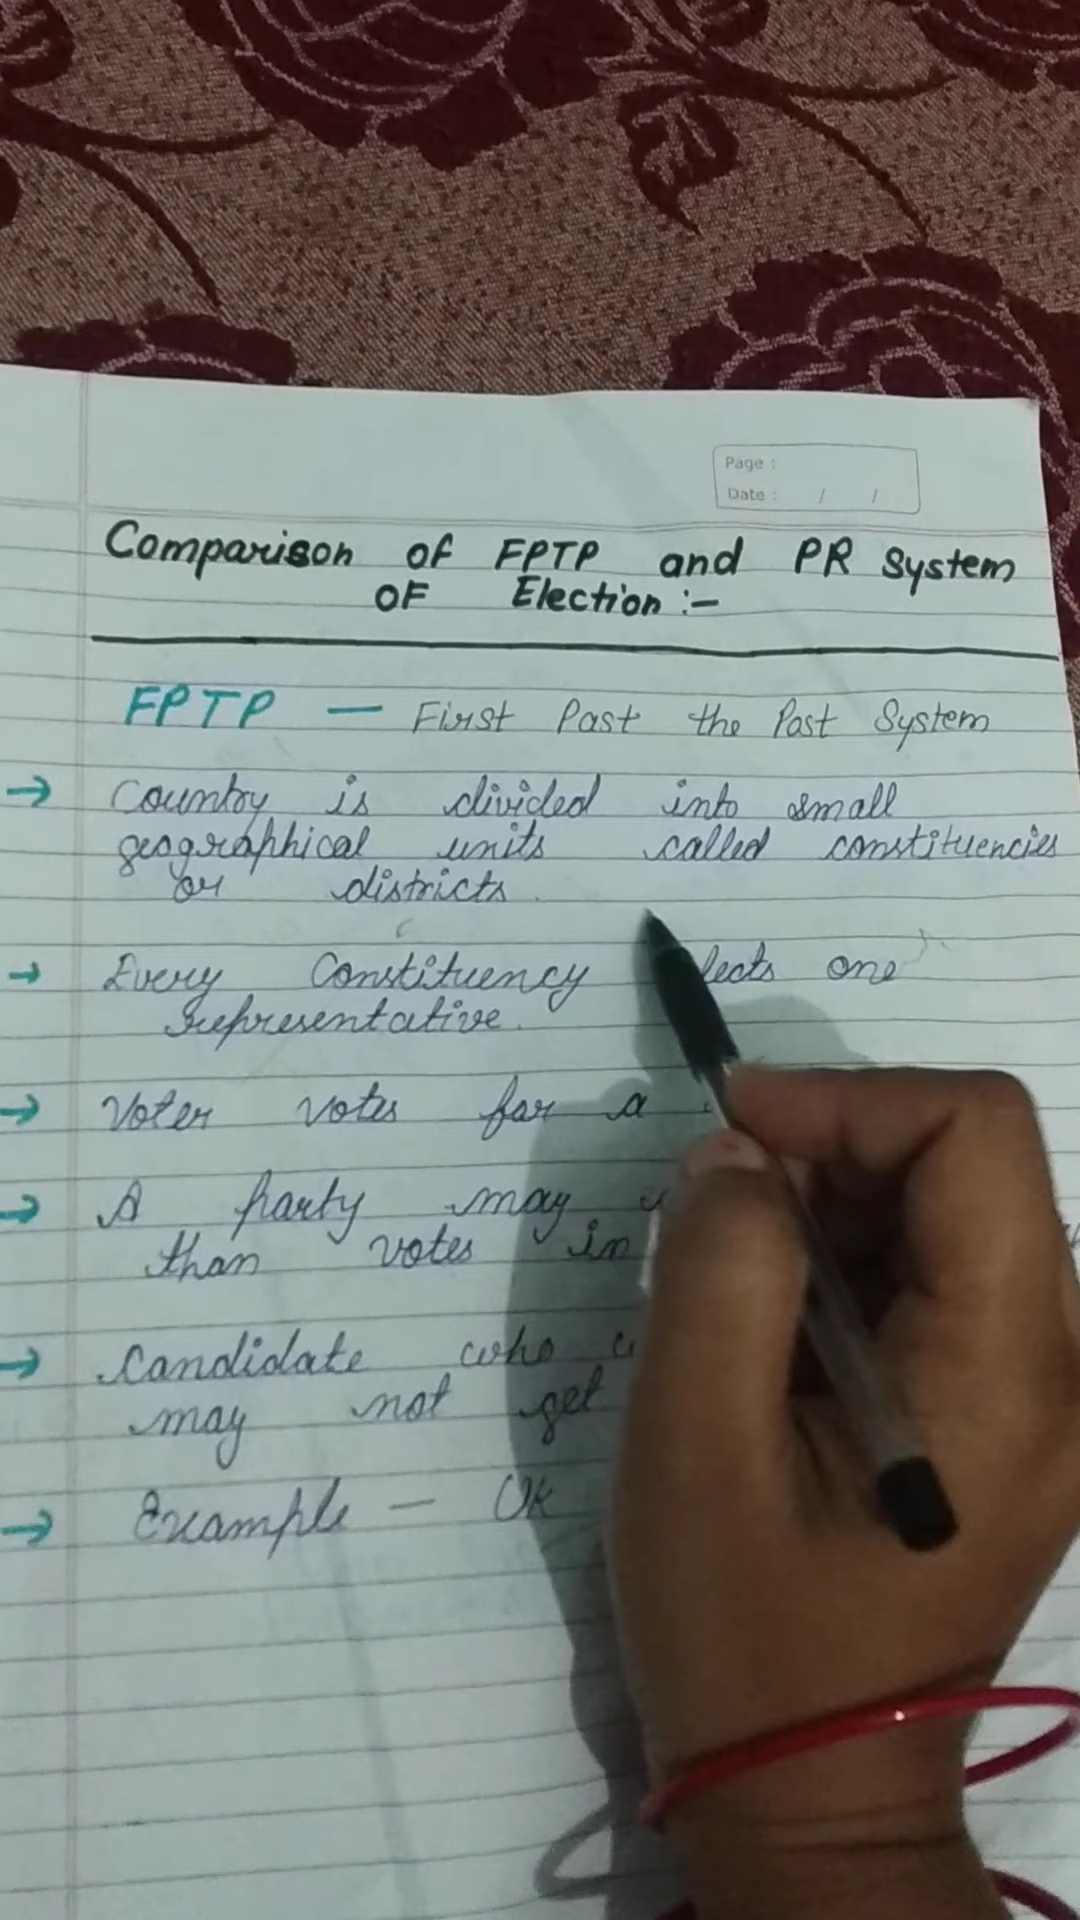 Page :
Date : / /
Comparison of FPTP and PR System
OF Election :-
FPTP — First Past the Past System
→ Country is divided into small
geographical units called constituencies
or districts.
→ Every Constituency elects one
representative.
→ Voter votes for a
→ A party may
than votes in
→ Candidate who
may not get
→ Example – UK